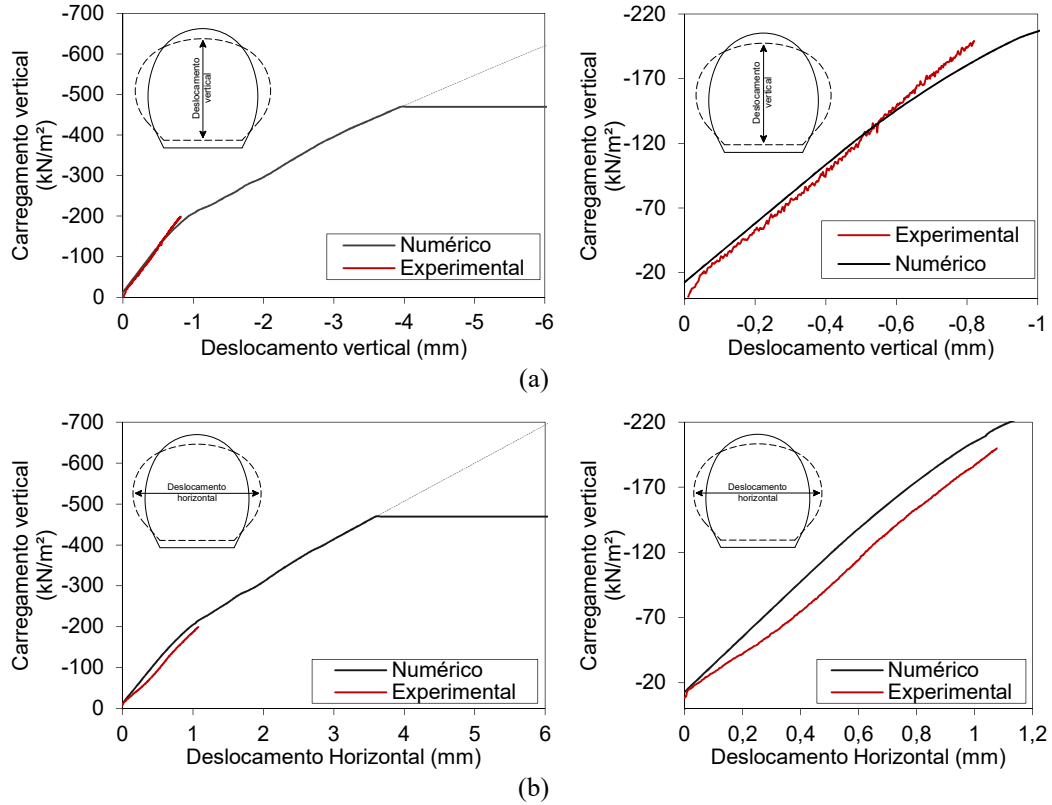 -700
-600
-500
-400
-300
-200
-100
0
Carregamento vertical
(kN/m²)
Deslocamento
vertical
Numérico
Experimental
0 -1 -2 -3 -4 -5 -6
Deslocamento vertical (mm)
-220
-170
-120
-70
-20
Carregamento vertical
(kN/m²)
Deslocamento
vertical
Experimental
Numérico
0 -0,2 -0,4 -0,6 -0,8 -1
Deslocamento vertical (mm)
(a)
-700
-600
-500
-400
-300
-200
-100
0
Carregamento vertical
(kN/m²)
Deslocamento
horizontal
Numérico
Experimental
0 1 2 3 4 5 6
Deslocamento Horizontal (mm)
-220
-170
-120
-70
-20
Carregamento vertical
(kN/m²)
Deslocamento
horizontal
Numérico
Experimental
0 0,2 0,4 0,6 0,8 1 1,2
Deslocamento Horizontal (mm)
(b)